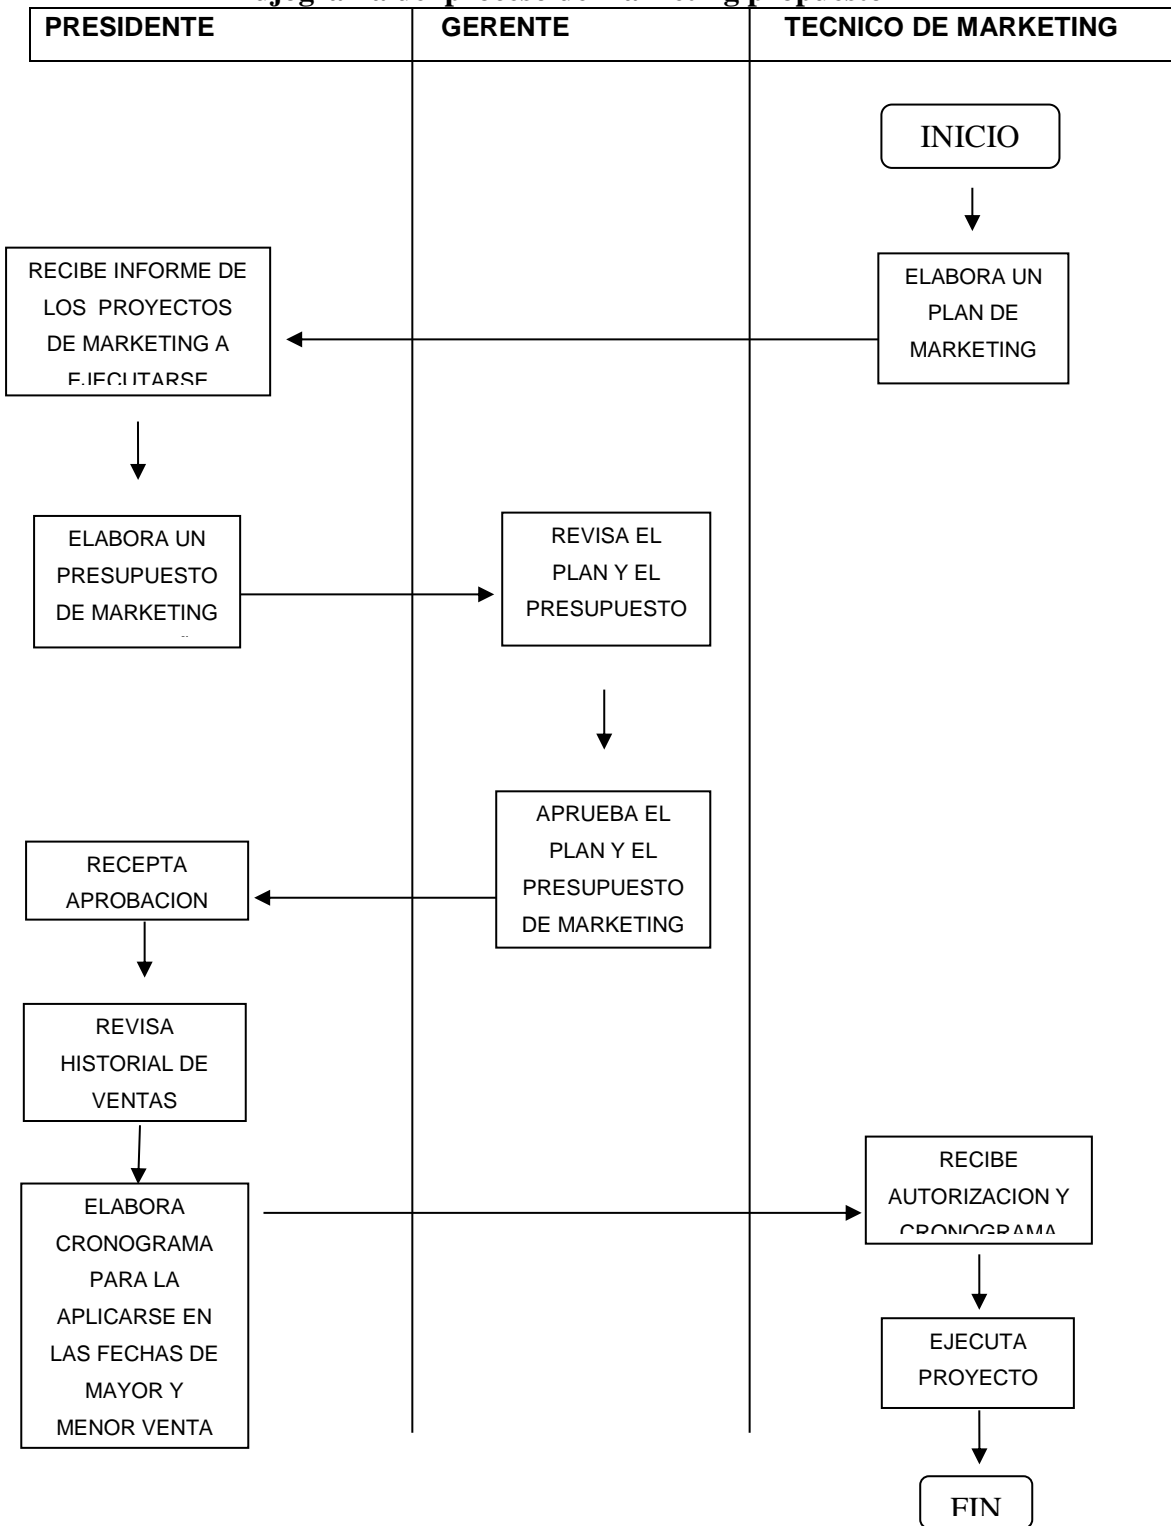 PRESIDENTE
GERENTE
TECNICO DE MARKETING
INICIO
RECIBE INFORME DE
LOS PROYECTOS
DE MARKETING A
EJECUTARSE
ELABORA UN
PLAN DE
MARKETING
ELABORA UN
PRESUPUESTO
DE MARKETING
REVISA EL
PLAN Y EL
PRESUPUESTO
APRUEBA EL
PLAN Y EL
PRESUPUESTO
DE MARKETING
RECEPTA
APROBACION
REVISA
HISTORIAL DE
VENTAS
ELABORA
CRONOGRAMA
PARA LA
APLICARSE EN
LAS FECHAS DE
MAYOR Y
MENOR VENTA
RECIBE
AUTORIZACION Y
CRONOGRAMA
EJECUTA
PROYECTO
FIN